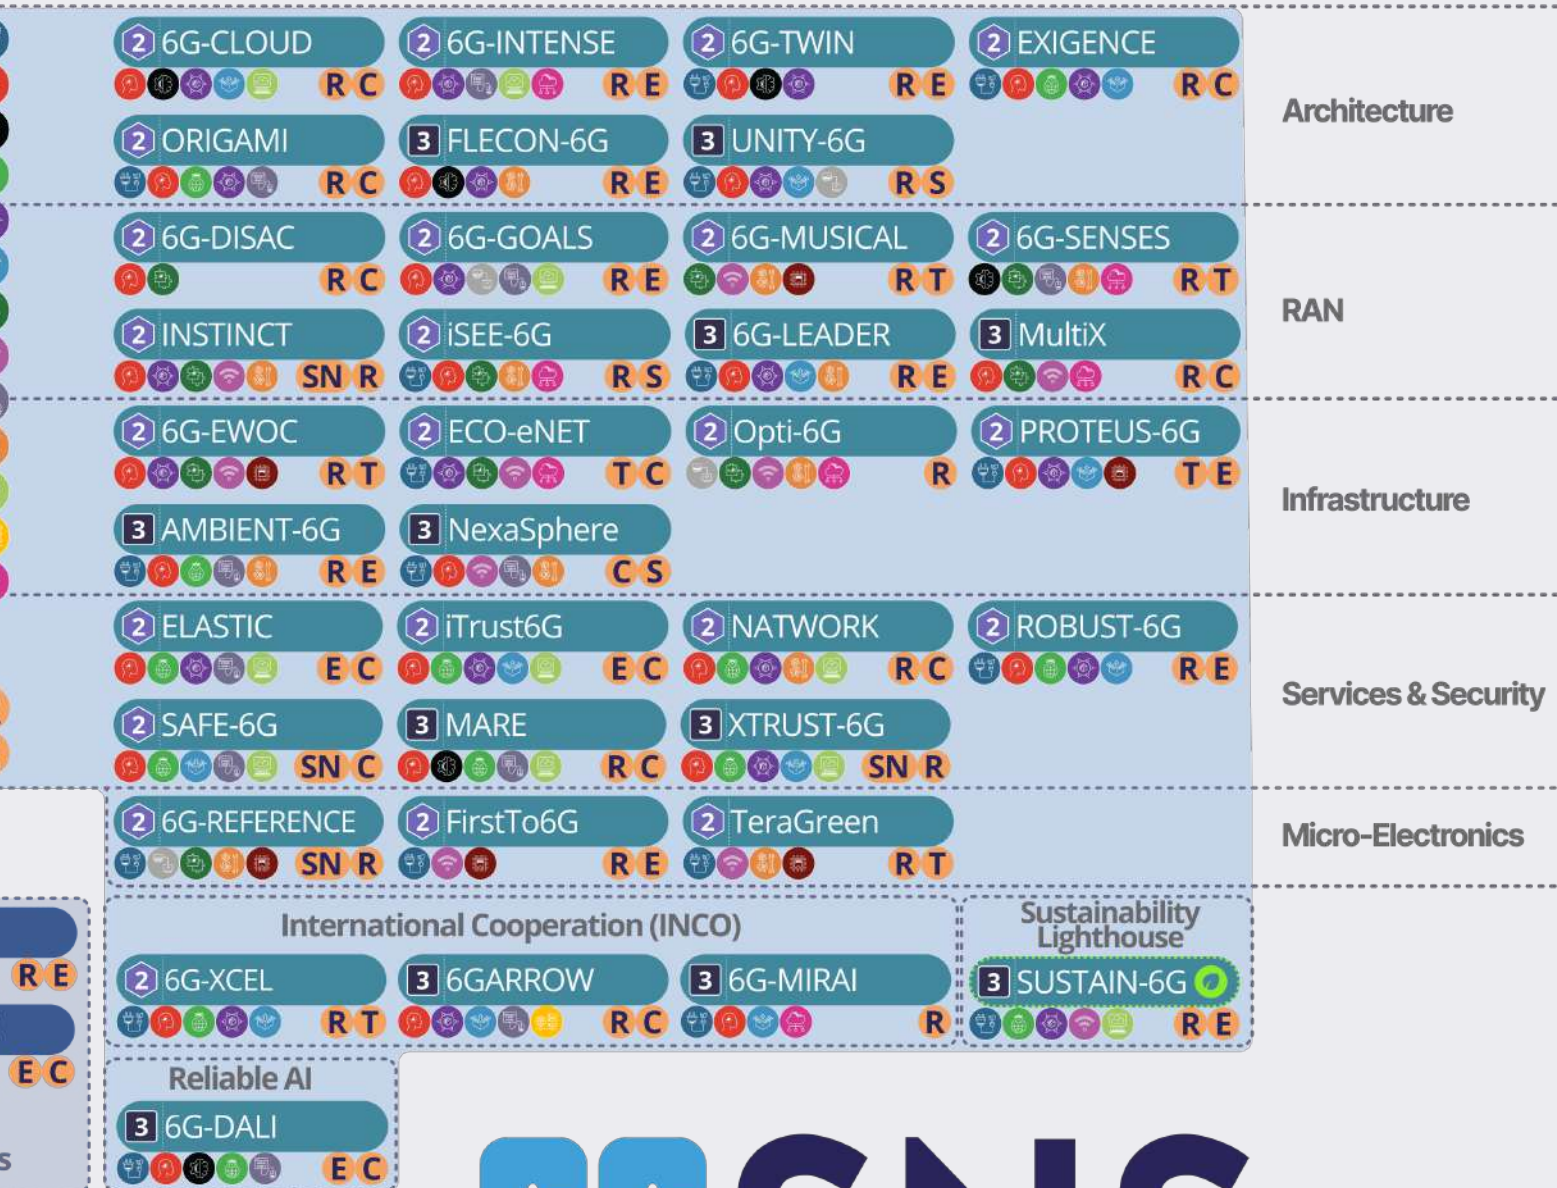 2 6G-CLOUD 2 6G-INTENSE 2 6G-TWIN 2 EXIGENCE
R C R E R E R C
Architecture
2 ORIGAMI 3 FLECON-6G 3 UNITY-6G
R C R E R S
2 6G-DISAC 2 6G-GOALS 2 6G-MUSICAL 2 6G-SENSES
R C R E R T R T
RAN
2 INSTINCT 2 iSEE-6G 3 6G-LEADER 3 MultiX
SN R R S R E R C
2 6G-EWOC 2 ECO-eNET 2 Opti-6G 2 PROTEUS-6G
R T T C R T E
Infrastructure
3 AMBIENT-6G 3 NexaSphere
R E C S
2 ELASTIC 2 iTrust6G 2 NATWORK 2 ROBUST-6G
E C E C R C R E
Services & Security
2 SAFE-6G 3 MARE 3 XTRUST-6G
SN C R C SN R
2 6G-REFERENCE 2 FirstTo6G 2 TeraGreen
Micro-Electronics
SN R R E R T
International Cooperation (INCO)
Sustainability
Lighthouse
2 6G-XCEL 3 6GARROW 3 6G-MIRAI 3 SUSTAIN-6G
R E
R T R C R R E
E C
Reliable AI
3 6G-DALI
E C
s
SNS